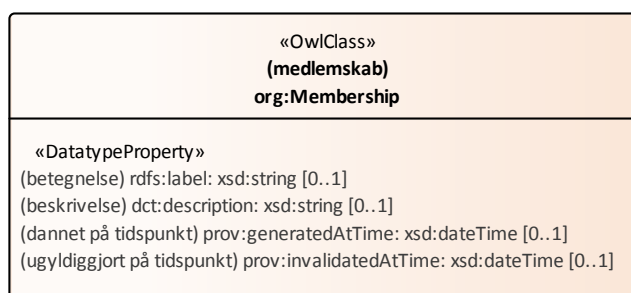 «OwlClass»
(medlemskab)
org:Membership
«DatatypeProperty»
(betegnelse) rdfs:label: xsd:string [0..1]
(beskrivelse) dct:description: xsd:string [0..1]
(dannet på tidspunkt) prov:generatedAtTime: xsd:dateTime [0..1]
(ugyldiggjort på tidspunkt) prov:invalidatedAtTime: xsd:dateTime [0..1]